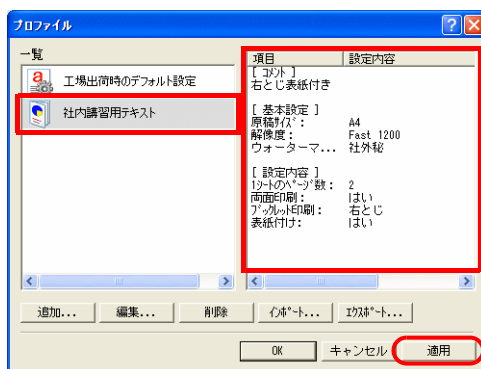 プロファイル
一覧
工場出荷時のデフォルト設定
社内講習用テキスト
項目 設定内容
[ コメント ]
右とじ表紙付き
[ 基本設定 ]
原稿サイズ： A4
解像度： Fast 1200
ウォーターマ... 社外秘
[ 設定内容 ]
1シートのページ数： 2
両面印刷： はい
ブックレット印刷： 右とじ
表紙付け： はい
追加... 編集... 削除 インポート... エクスポート...
OK キャンセル 適用